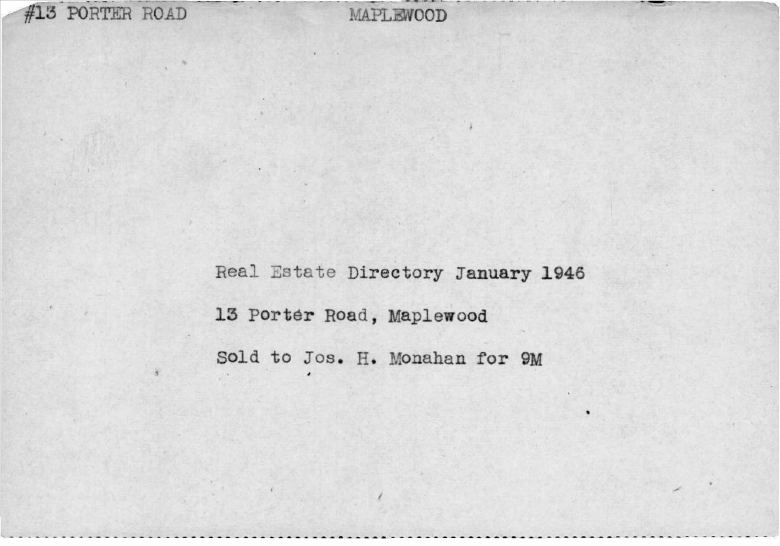 #13 PORTER ROAD MAPLEWOOD
Real Estate Directory January 1946
13 Porter Road, Maplewood
Sold to Jos. H. Monahan for 9M